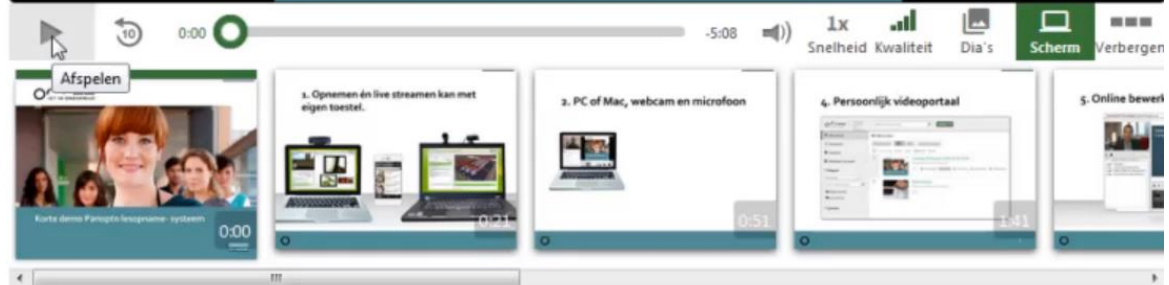 10
0:00
-5:08
1x
Snelheid
Kwaliteit
Dia's
Scherm
Verbergen
Afspelen
Korte demo Panopto lesopname- systeem
0:00
1. Opnemen én live streamen kan met
eigen toestel.
0:21
2. PC of Mac, webcam en microfoon
0:51
4. Persoonlijk videoportaal
1:41
5. Online bewerk